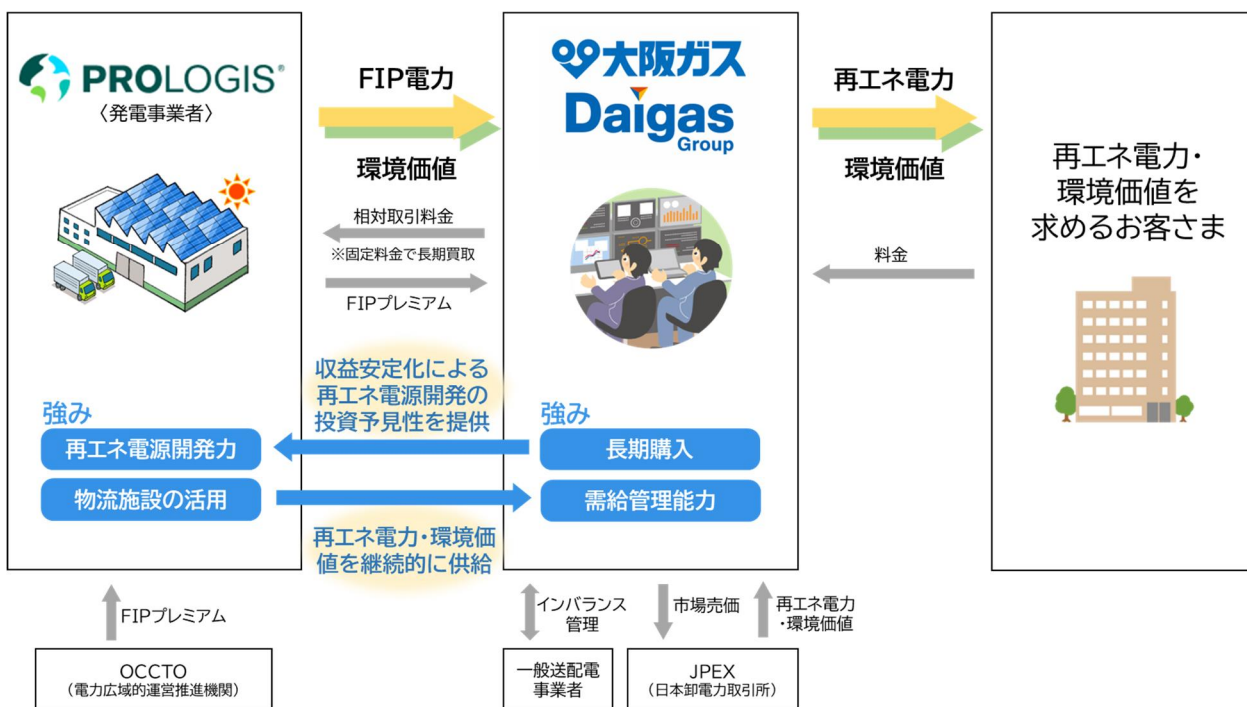 PROLOGIS®
〈発電事業者〉
FIP電力
環境価値
相対取引料金
※固定料金で長期買取
FIPプレミアム
大阪ガス
Daigas
Group
再エネ電力
環境価値
料金
再エネ電力・
環境価値を
求めるお客さま
収益安定化による
再エネ電源開発の
投資予見性を提供
強み
再エネ電源開発力
物流施設の活用
強み
長期購入
需給管理能力
再エネ電力・環境価
値を継続的に供給
FIPプレミアム
OCCTO
（電力広域的運営推進機関）
インバランス
管理
一般送配電
事業者
市場売価
再エネ電力
・環境価値
JPEX
（日本卸電力取引所）